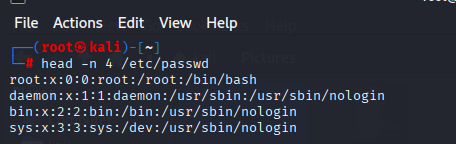 File Actions Edit View Help
(root㉿kali)-[~]
# head -n 4 /etc/passwd
root:x:0:0:root:/root:/bin/bash
daemon:x:1:1:daemon:/usr/sbin:/usr/sbin/nologin
bin:x:2:2:bin:/bin:/usr/sbin/nologin
sys:x:3:3:sys:/dev:/usr/sbin/nologin